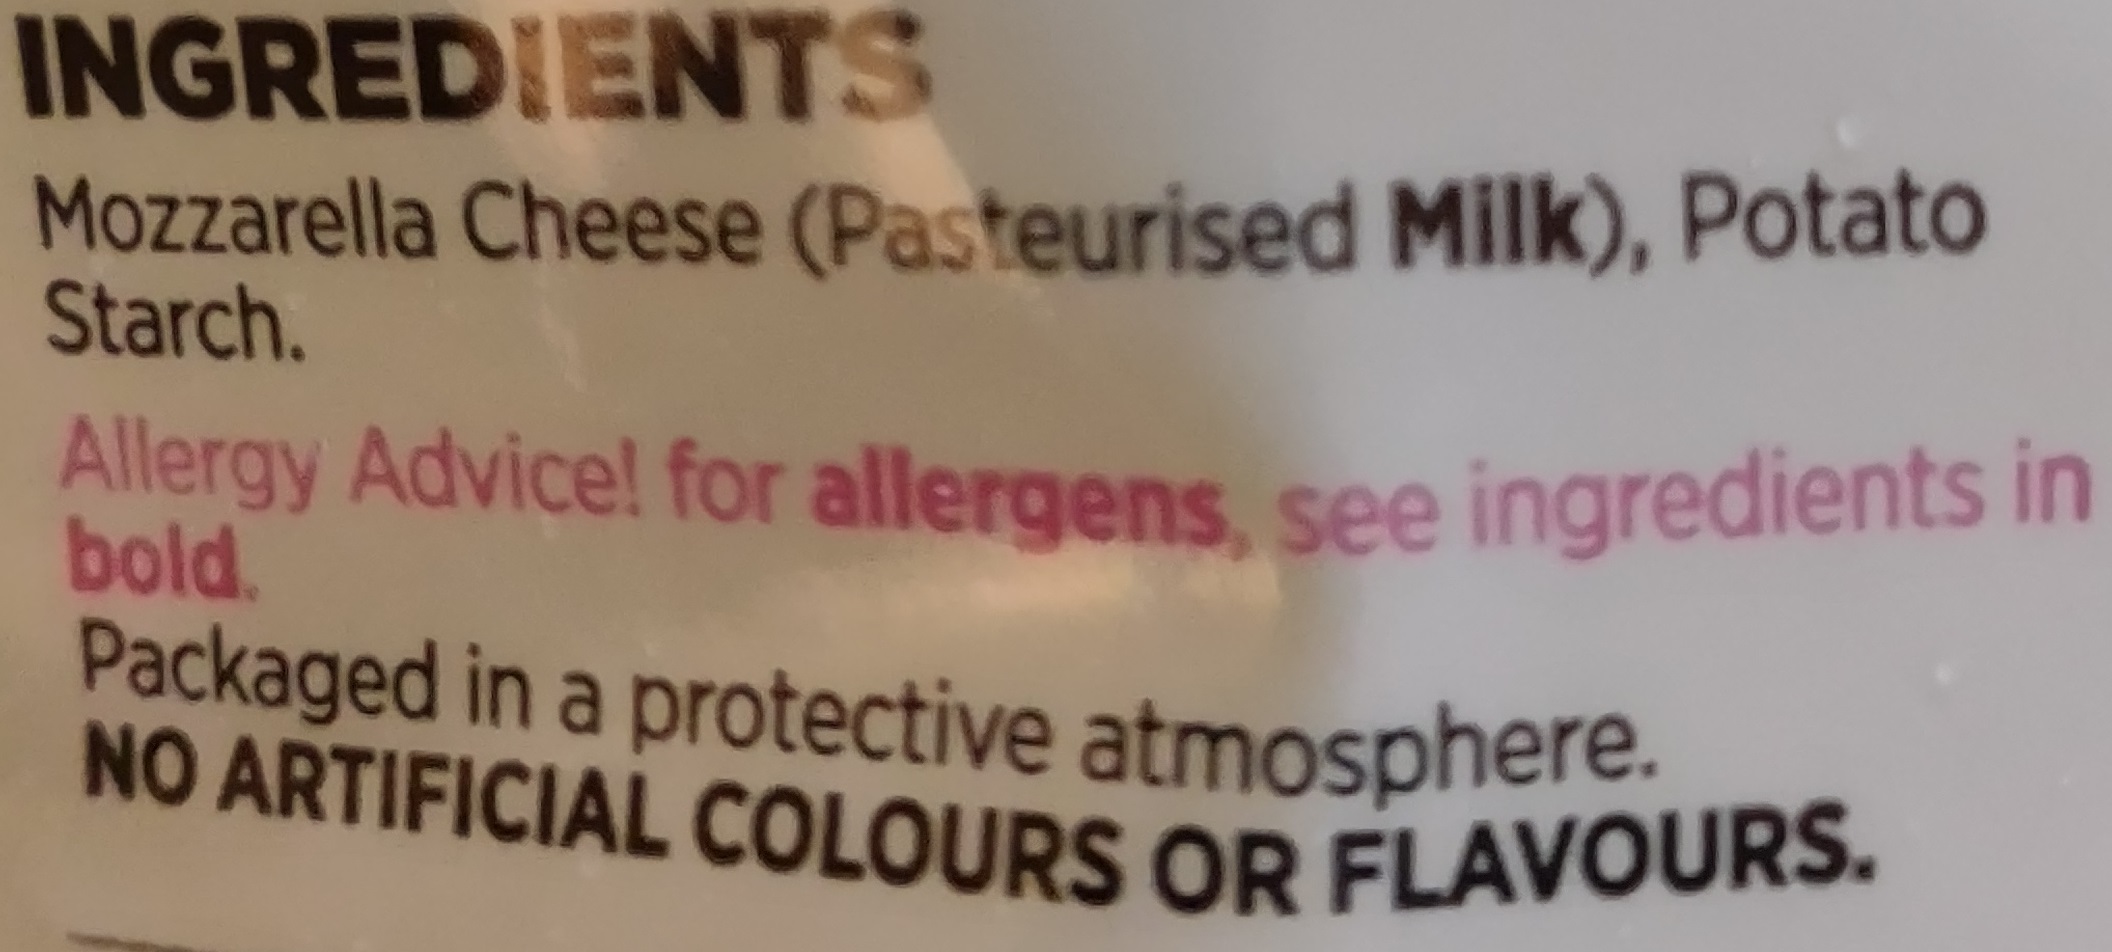 INGREDIENTS
Mozzarella Cheese (Pasteurised Milk), Potato
Starch.
Allergy Advice! for allergens, see ingredients in
bold.
Packaged in a protective atmosphere.
NO ARTIFICIAL COLOURS OR FLAVOURS.